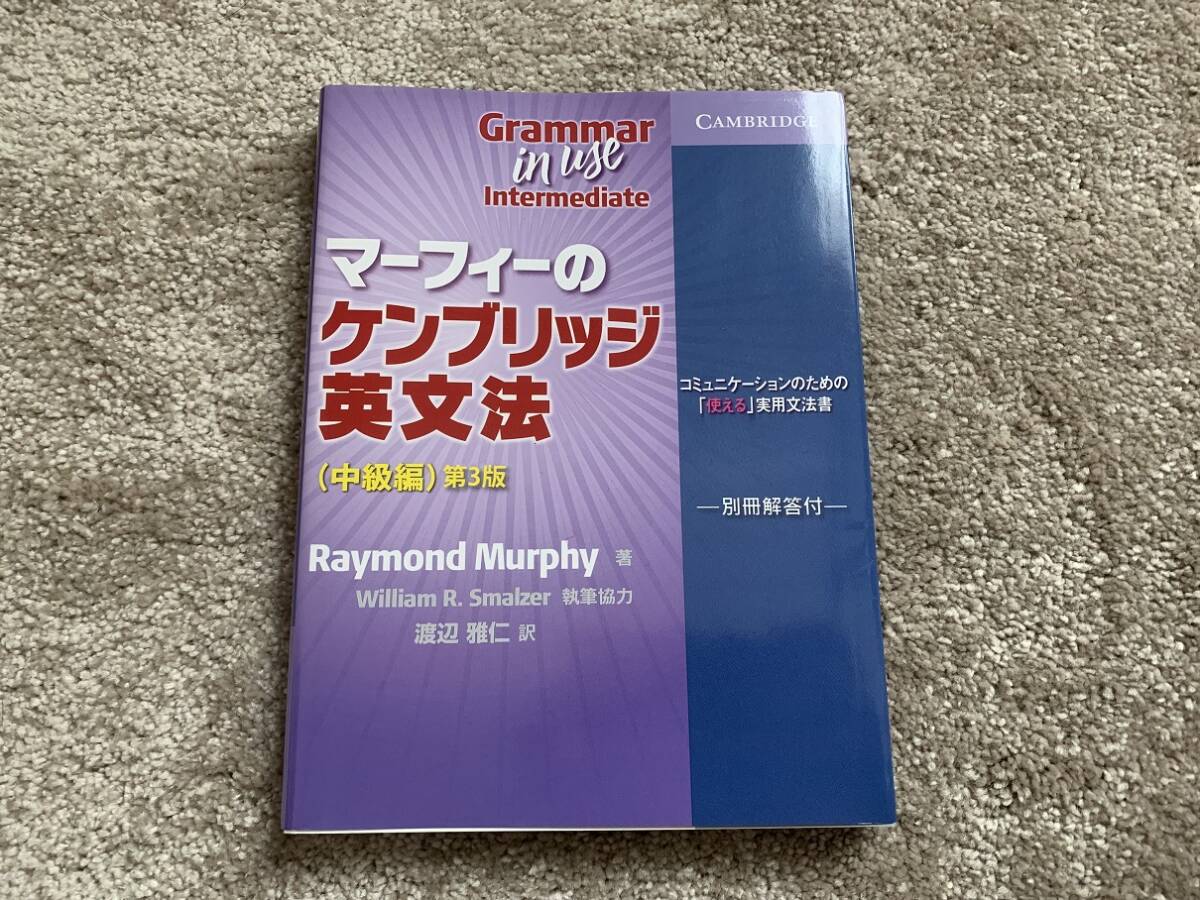 Grammar
in use
Intermediate
マーフィーの
ケンブリッジ
英文法
(中級編) 第3版
Raymond Murphy 著
William R. Smalzer 執筆協力
渡辺 雅仁 訳
CAMBRIDGE
コミュニケーションのための
「使える」実用文法書
―別冊解答付―